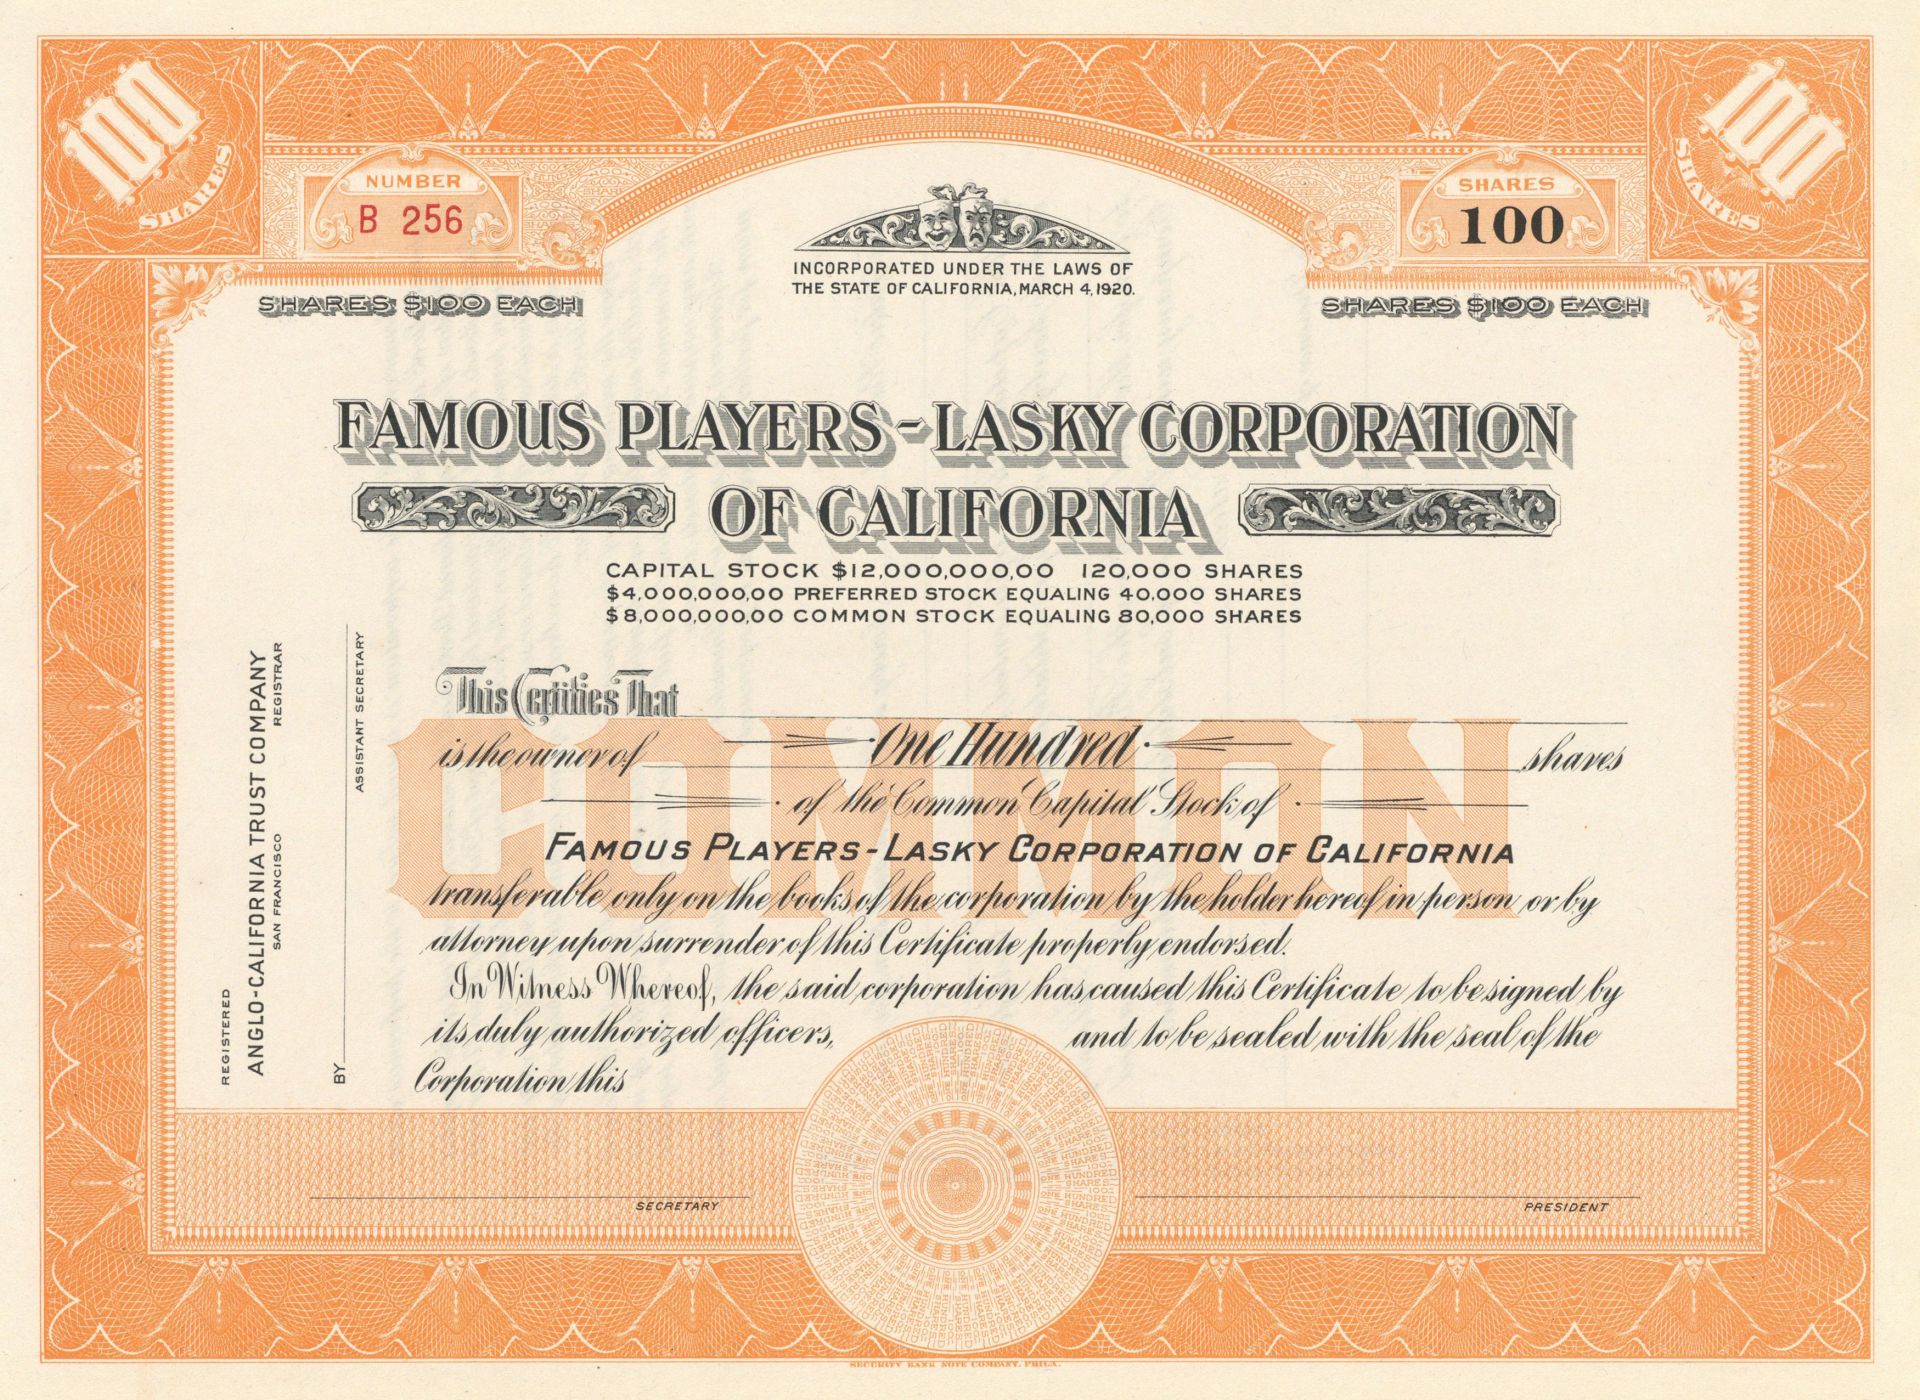 100
SHARES
NUMBER
B 256
SHARES
100
100
SHARES
INCORPORATED UNDER THE LAWS OF
THE STATE OF CALIFORNIA, MARCH 4, 1920.
SHARES $100 EACH
SHARES $100 EACH
FAMOUS PLAYERS-LASKY CORPORATION
OF CALIFORNIA
CAPITAL STOCK $12,000,000,00 120,000 SHARES
$4,000,000,00 PREFERRED STOCK EQUALING 40,000 SHARES
$8,000,000,00 COMMON STOCK EQUALING 80,000 SHARES
REGISTERED
ANGLO-CALIFORNIA TRUST COMPANY
SAN FRANCISCO REGISTRAR
BY
ASSISTANT SECRETARY
COMMON
This Certifies That
is the owner of One Hundred shares
of the Common Capital Stock of
FAMOUS PLAYERS-LASKY CORPORATION OF CALIFORNIA
transferable only on the books of the corporation by the holder hereof in person or by
attorney upon surrender of this Certificate properly endorsed.
In Witness Whereof, the said corporation has caused this Certificate to be signed by
its duly authorized officers, and to be sealed with the seal of the
Corporation this
SECRETARY
PRESIDENT
SECURITY BANK NOTE COMPANY, PHILA.